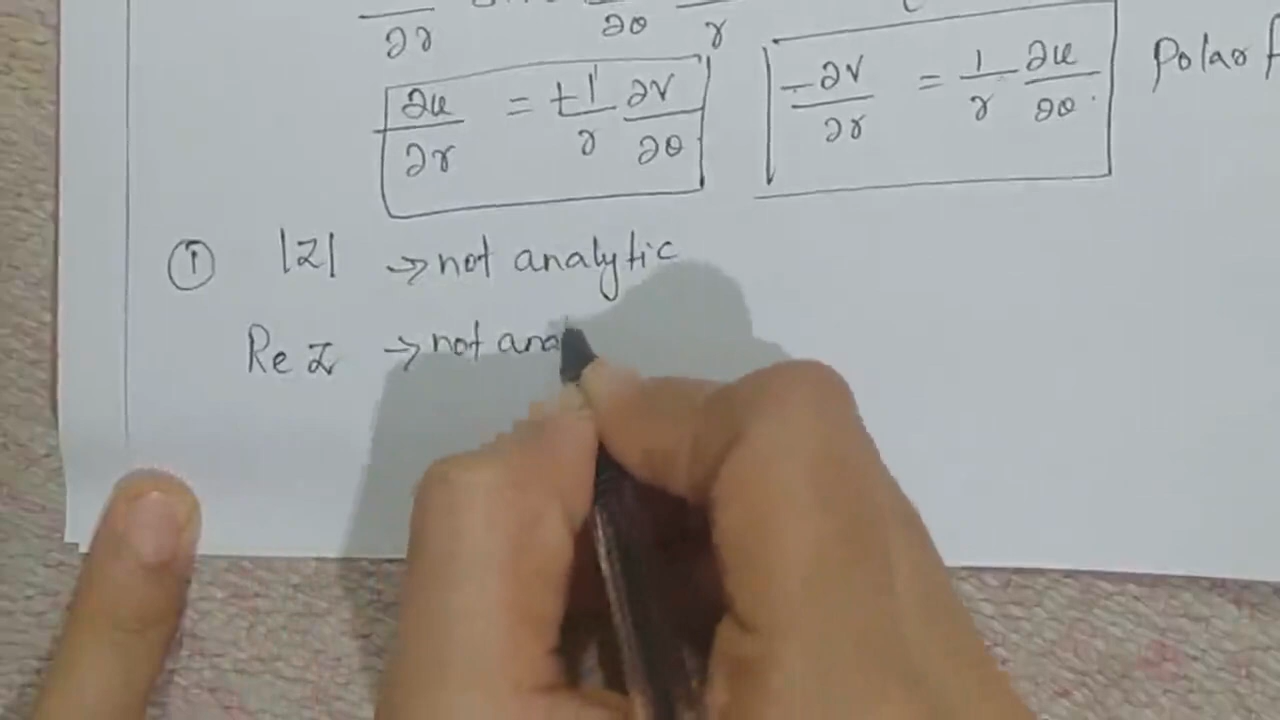 ∂r ∂θ r
∂u/∂r = + 1/r ∂v/∂θ -∂v/∂r = 1/r ∂u/∂θ. Polar f
① |z| → not analytic
Re z → not ana